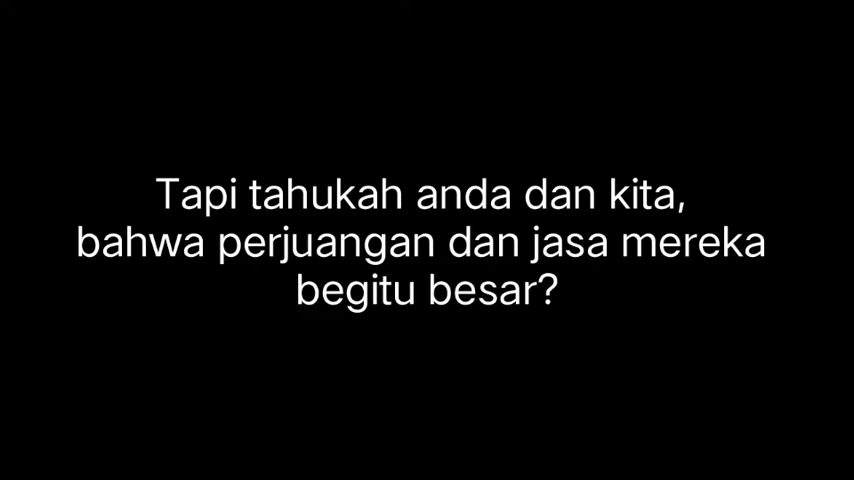 Tapi tahukah anda dan kita,
bahwa perjuangan dan jasa mereka
begitu besar?